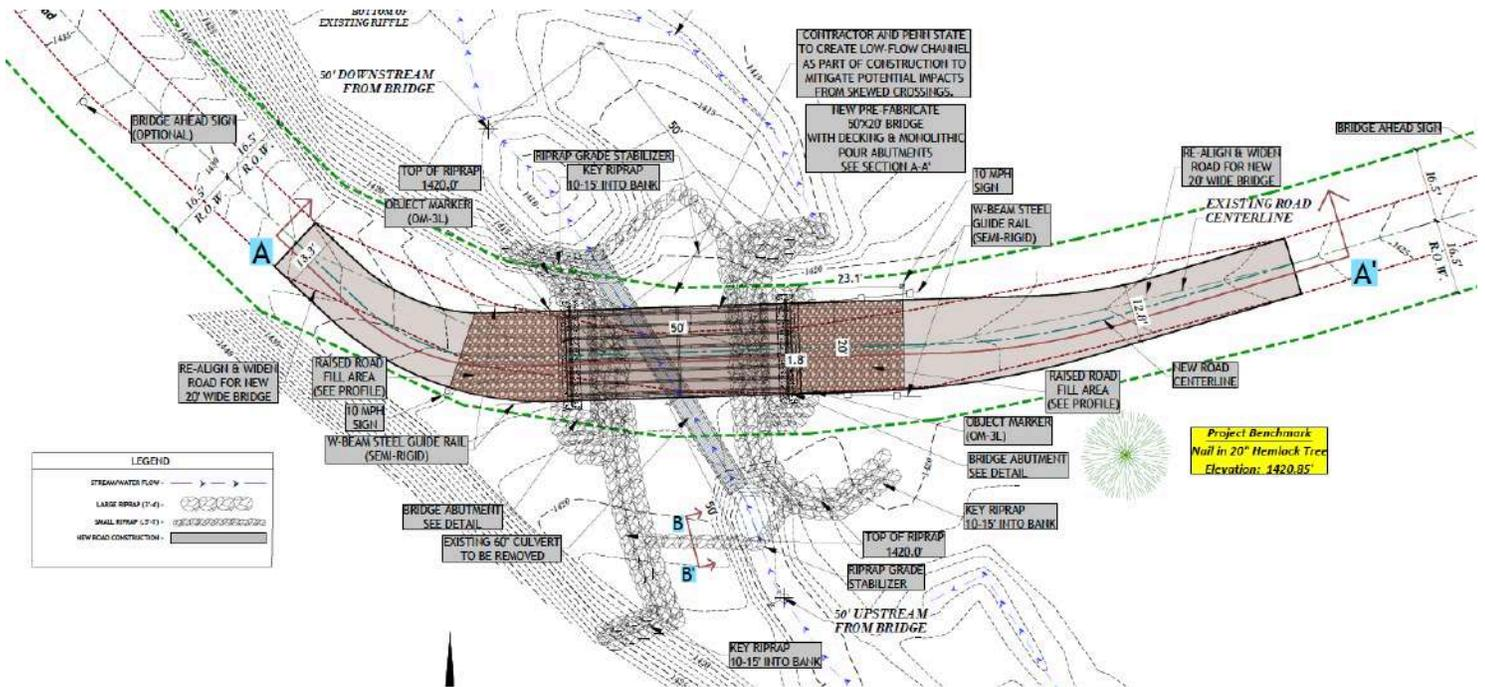 BOTTOM OF
EXISTING RIFFLE
50' DOWNSTREAM
FROM BRIDGE
CONTRACTOR AND PENN STATE
TO CREATE LOW-FLOW CHANNEL
AS PART OF CONSTRUCTION TO
MITIGATE POTENTIAL IMPACTS
FROM SKEWED CROSSINGS.
NEW PRE-FABRICATE
50'X20' BRIDGE
WITH DECKING & MONOLITHIC
POUR ABUTMENTS
SEE SECTION A-A'
BRIDGE AHEAD SIGN
(OPTIONAL)
16.5'
R.O.W.
16.5'
R.O.W.
TOP OF RIPRAP
1420.0'
OBJECT MARKER
(OM-3L)
RIPRAP GRADE STABILIZER
KEY RIPRAP
10-15' INTO BANK
50'
10 MPH
SIGN
W-BEAM STEEL
GUIDE RAIL
(SEMI-RIGID)
BRIDGE AHEAD SIGN
RE-ALIGN & WIDEN
ROAD FOR NEW
20' WIDE BRIDGE
EXISTING ROAD
CENTERLINE
16.5'
16.5'
R.O.W.
A
13.3'
23.1'
50'
1.8'
20'
12.8'
A'
RE-ALIGN & WIDEN
ROAD FOR NEW
20' WIDE BRIDGE
RAISED ROAD
FILL AREA
(SEE PROFILE)
10 MPH
SIGN
W-BEAM STEEL GUIDE RAIL
(SEMI-RIGID)
RAISED ROAD
FILL AREA
(SEE PROFILE)
NEW ROAD
CENTERLINE
OBJECT MARKER
(OM-3L)
BRIDGE ABUTMENT
SEE DETAIL
Project Benchmark
Nail in 20" Hemlock Tree
Elevation: 1420.85'
LEGEND
STREAM/WATER FLOW -
LARGE RIPRAP
SMALL RIPRAP
NEW ROAD CONSTRUCTION -
BRIDGE ABUTMENT
SEE DETAIL
EXISTING 60" CULVERT
TO BE REMOVED
50'
B
B'
KEY RIPRAP
10-15' INTO BANK
TOP OF RIPRAP
1420.0'
RIPRAP GRADE
STABILIZER
50' UPSTREAM
FROM BRIDGE
KEY RIPRAP
10-15' INTO BANK